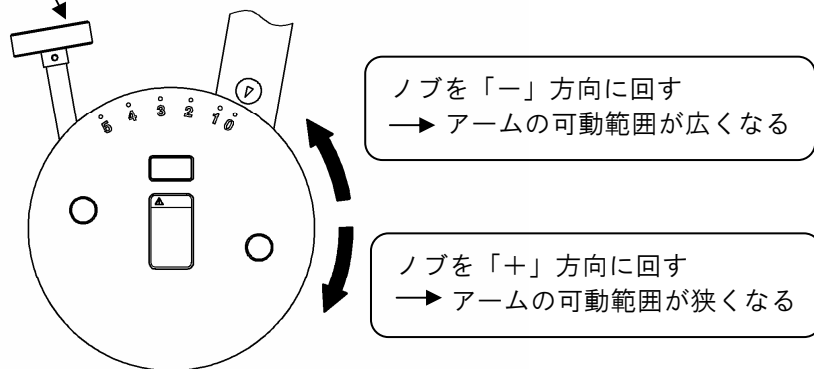 5 4 3 2 1 0
ノブを「－」方向に回す
→ アームの可動範囲が広くなる
ノブを「＋」方向に回す
→ アームの可動範囲が狭くなる